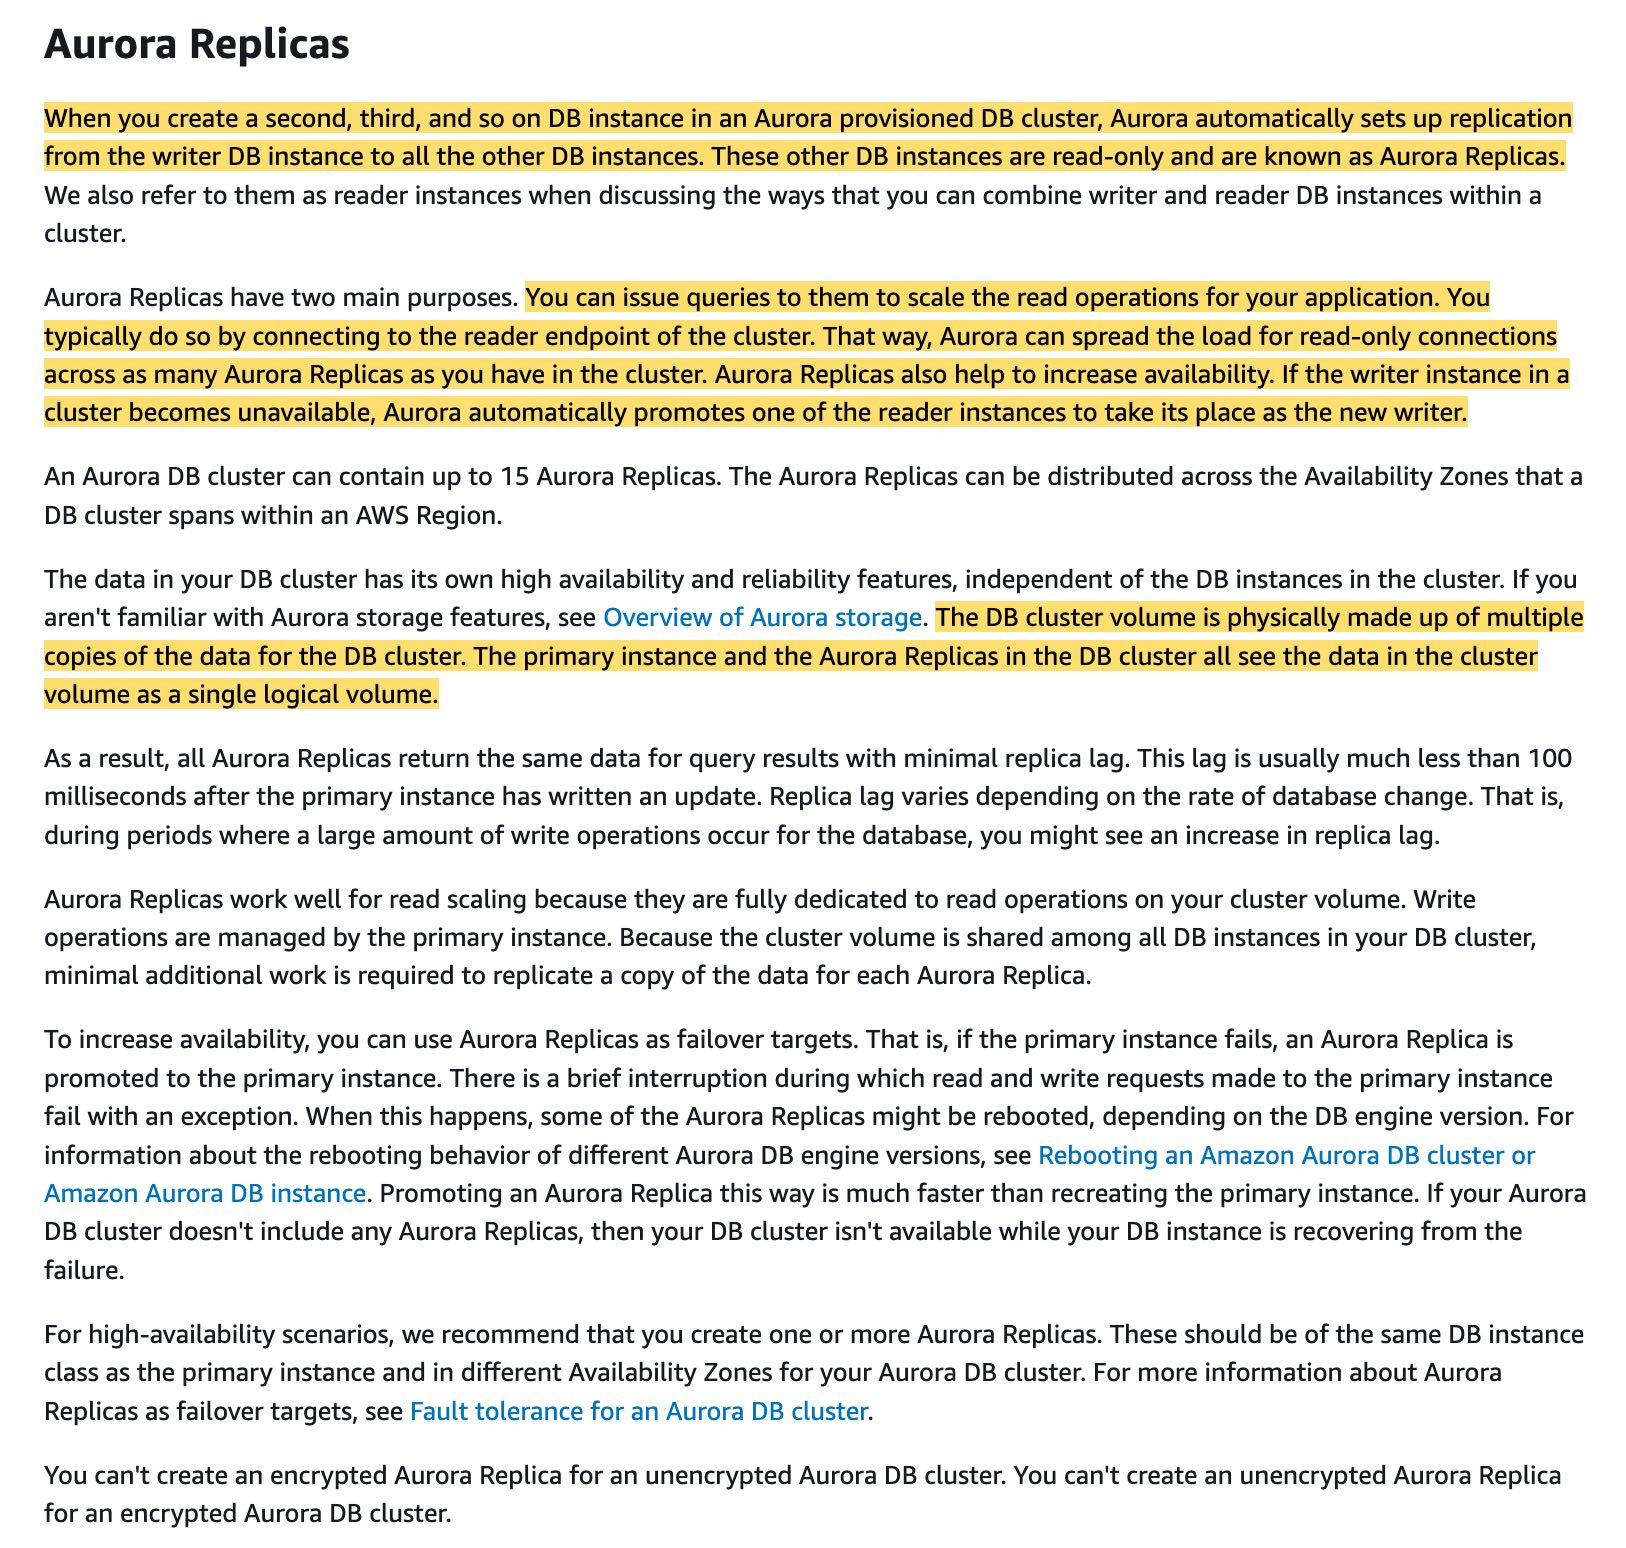 Aurora Replicas
When you create a second, third, and so on DB instance in an Aurora provisioned DB cluster, Aurora automatically sets up replication
from the writer DB instance to all the other DB instances. These other DB instances are read-only and are known as Aurora Replicas.
We also refer to them as reader instances when discussing the ways that you can combine writer and reader DB instances within a
cluster.
Aurora Replicas have two main purposes. You can issue queries to them to scale the read operations for your application. You
typically do so by connecting to the reader endpoint of the cluster. That way, Aurora can spread the load for read-only connections
across as many Aurora Replicas as you have in the cluster. Aurora Replicas also help to increase availability. If the writer instance in a
cluster becomes unavailable, Aurora automatically promotes one of the reader instances to take its place as the new writer.
An Aurora DB cluster can contain up to 15 Aurora Replicas. The Aurora Replicas can be distributed across the Availability Zones that a
DB cluster spans within an AWS Region.
The data in your DB cluster has its own high availability and reliability features, independent of the DB instances in the cluster. If you
aren't familiar with Aurora storage features, see Overview of Aurora storage. The DB cluster volume is physically made up of multiple
copies of the data for the DB cluster. The primary instance and the Aurora Replicas in the DB cluster all see the data in the cluster
volume as a single logical volume.
As a result, all Aurora Replicas return the same data for query results with minimal replica lag. This lag is usually much less than 100
milliseconds after the primary instance has written an update. Replica lag varies depending on the rate of database change. That is,
during periods where a large amount of write operations occur for the database, you might see an increase in replica lag.
Aurora Replicas work well for read scaling because they are fully dedicated to read operations on your cluster volume. Write
operations are managed by the primary instance. Because the cluster volume is shared among all DB instances in your DB cluster,
minimal additional work is required to replicate a copy of the data for each Aurora Replica.
To increase availability, you can use Aurora Replicas as failover targets. That is, if the primary instance fails, an Aurora Replica is
promoted to the primary instance. There is a brief interruption during which read and write requests made to the primary instance
fail with an exception. When this happens, some of the Aurora Replicas might be rebooted, depending on the DB engine version. For
information about the rebooting behavior of different Aurora DB engine versions, see Rebooting an Amazon Aurora DB cluster or
Amazon Aurora DB instance. Promoting an Aurora Replica this way is much faster than recreating the primary instance. If your Aurora
DB cluster doesn't include any Aurora Replicas, then your DB cluster isn't available while your DB instance is recovering from the
failure.
For high-availability scenarios, we recommend that you create one or more Aurora Replicas. These should be of the same DB instance
class as the primary instance and in different Availability Zones for your Aurora DB cluster. For more information about Aurora
Replicas as failover targets, see Fault tolerance for an Aurora DB cluster.
You can't create an encrypted Aurora Replica for an unencrypted Aurora DB cluster. You can't create an unencrypted Aurora Replica
for an encrypted Aurora DB cluster.